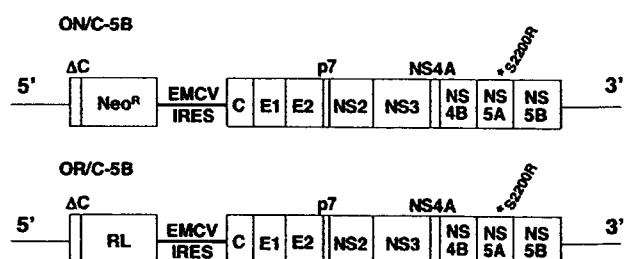 ON/C-5B
5' ΔC NeoR EMCV IRES C E1 E2 p7 NS2 NS3 NS4A NS 4B NS 5A *S2200R NS 5B 3'
OR/C-5B
5' ΔC RL EMCV IRES C E1 E2 p7 NS2 NS3 NS4A NS 4B NS 5A *S2200R NS 5B 3'